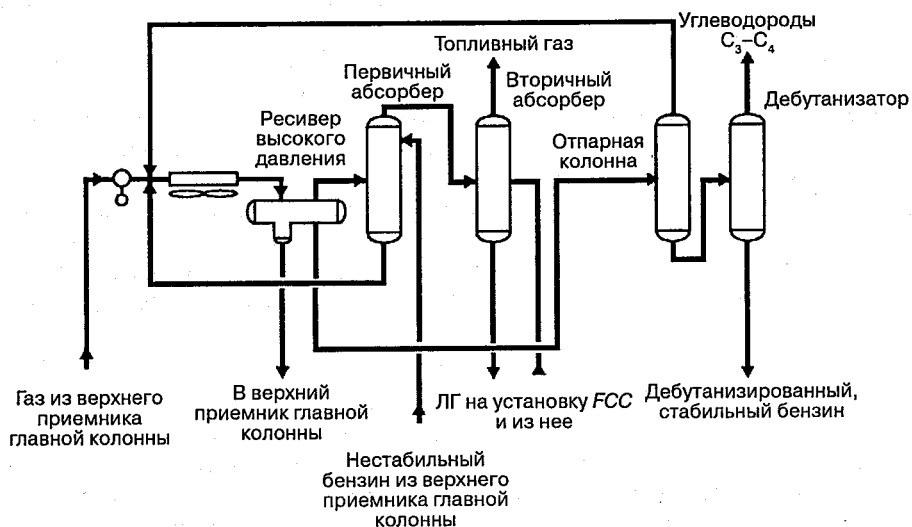 Углеводороды
C₃–C₄
Топливный газ
Первичный
абсорбер
Вторичный
абсорбер
Дебутанизатор
Ресивер
высокого
давления
Отпарная
колонна
Газ из верхнего
приемника
главной колонны
В верхний
приемник главной
колонны
ЛГ на установку FCC
и из нее
Дебутанизированный,
стабильный бензин
Нестабильный
бензин из верхнего
приемника главной
колонны